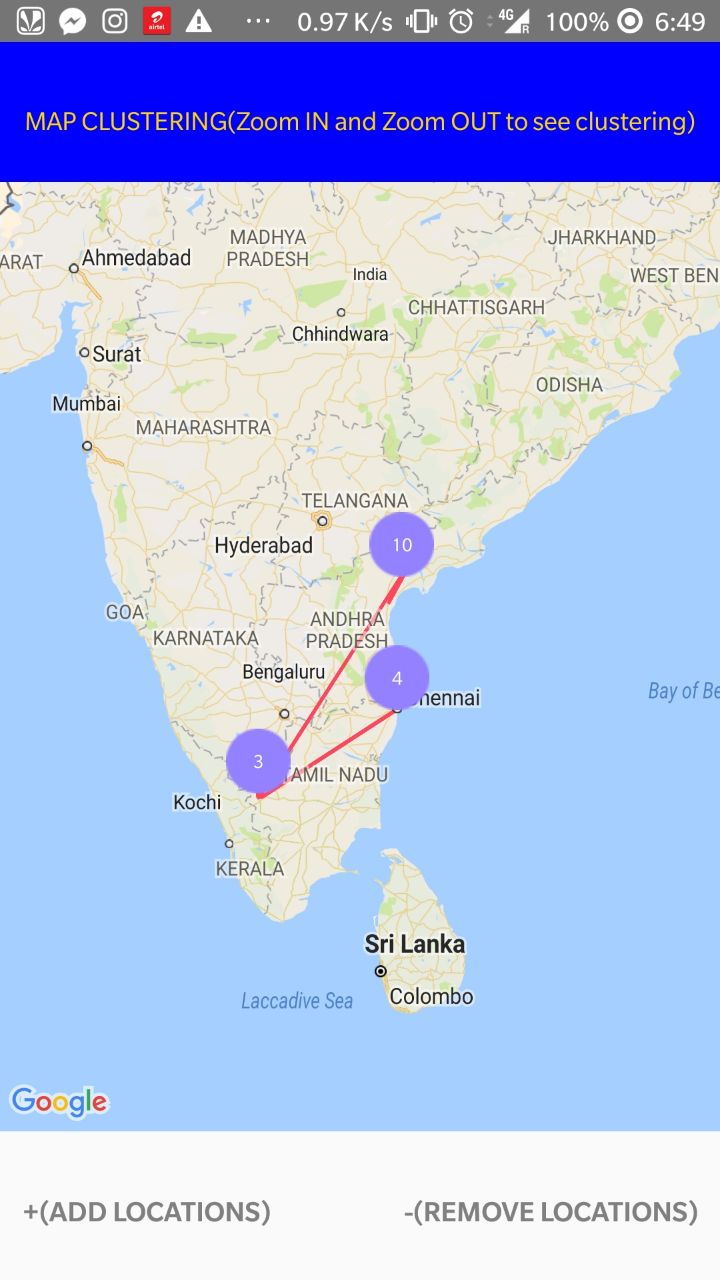 0.97 K/s 4G R 100% 6:49
airtel
MAP CLUSTERING(Zoom IN and Zoom OUT to see clustering)
MADHYA
PRADESH
JHARKHAND
ARAT
Ahmedabad
India
WEST BEN
CHHATTISGARH
Chhindwara
Surat
ODISHA
Mumbai
MAHARASHTRA
TELANGANA
Hyderabad
10
GOA
ANDHRA
PRADESH
KARNATAKA
Bengaluru
4
hennai
Bay of Be
3
TAMIL NADU
Kochi
KERALA
Sri Lanka
Colombo
Laccadive Sea
Google
+(ADD LOCATIONS)
-(REMOVE LOCATIONS)